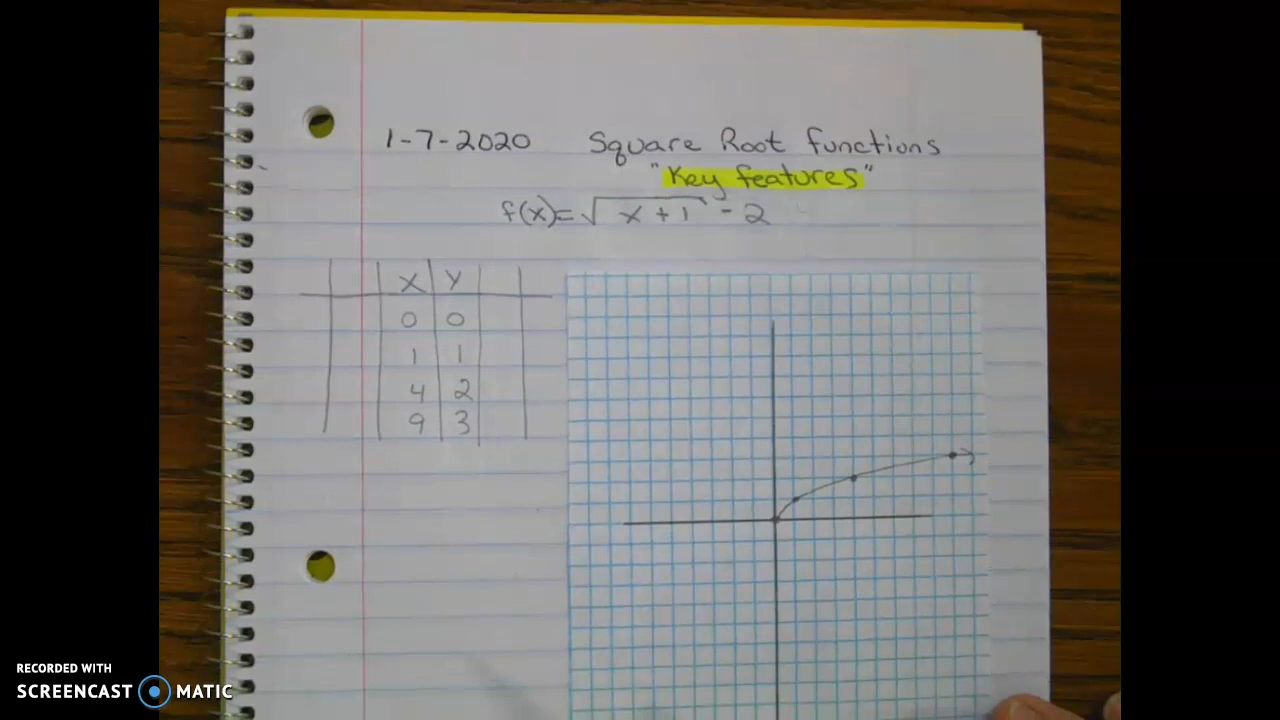 1-7-2020 Square Root functions
"Key features"
f(x)=√x+1 -2
X Y
0 0
1 1
4 2
9 3
RECORDED WITH
SCREENCAST MATIC